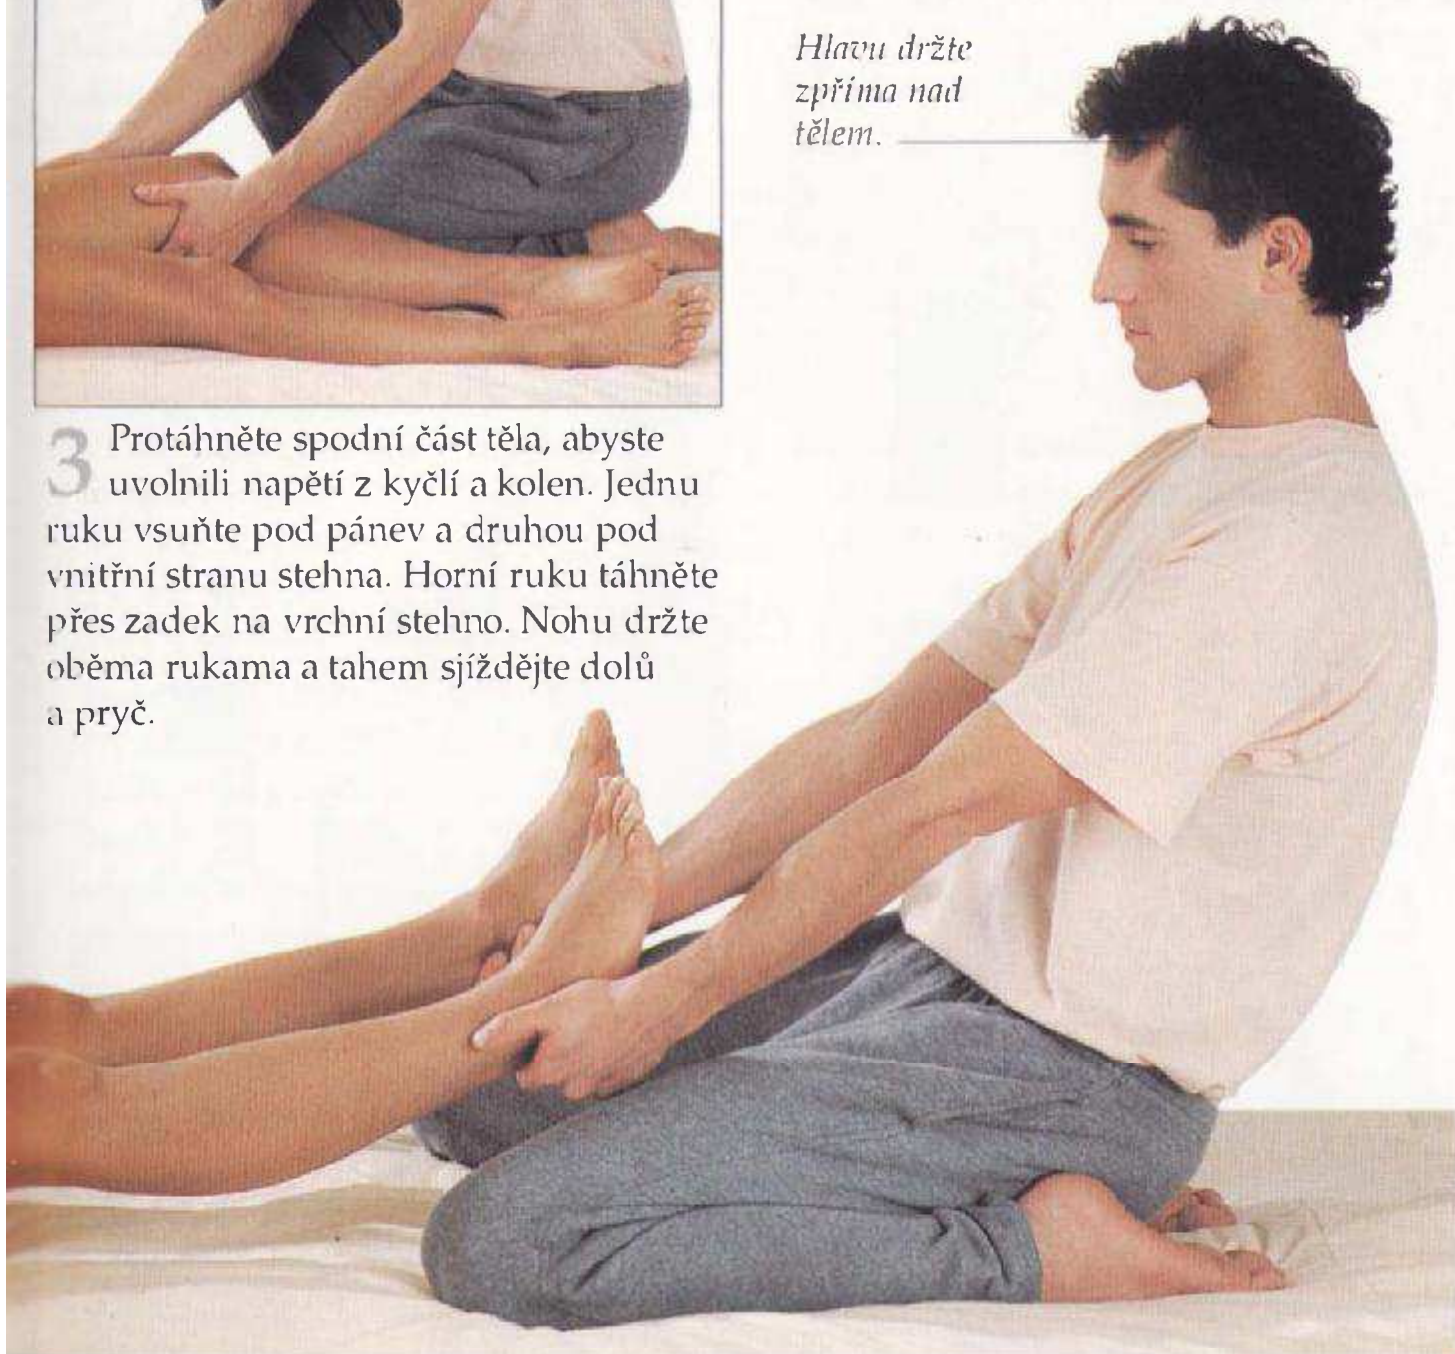 Hlavu držte
zpříma nad
tělem.
3 Protáhněte spodní část těla, abyste
uvolnili napětí z kyčlí a kolen. Jednu
ruku vsuňte pod pánev a druhou pod
vnitřní stranu stehna. Horní ruku táhněte
přes zadek na vrchní stehno. Nohu držte
oběma rukama a tahem sjíždějte dolů
a pryč.